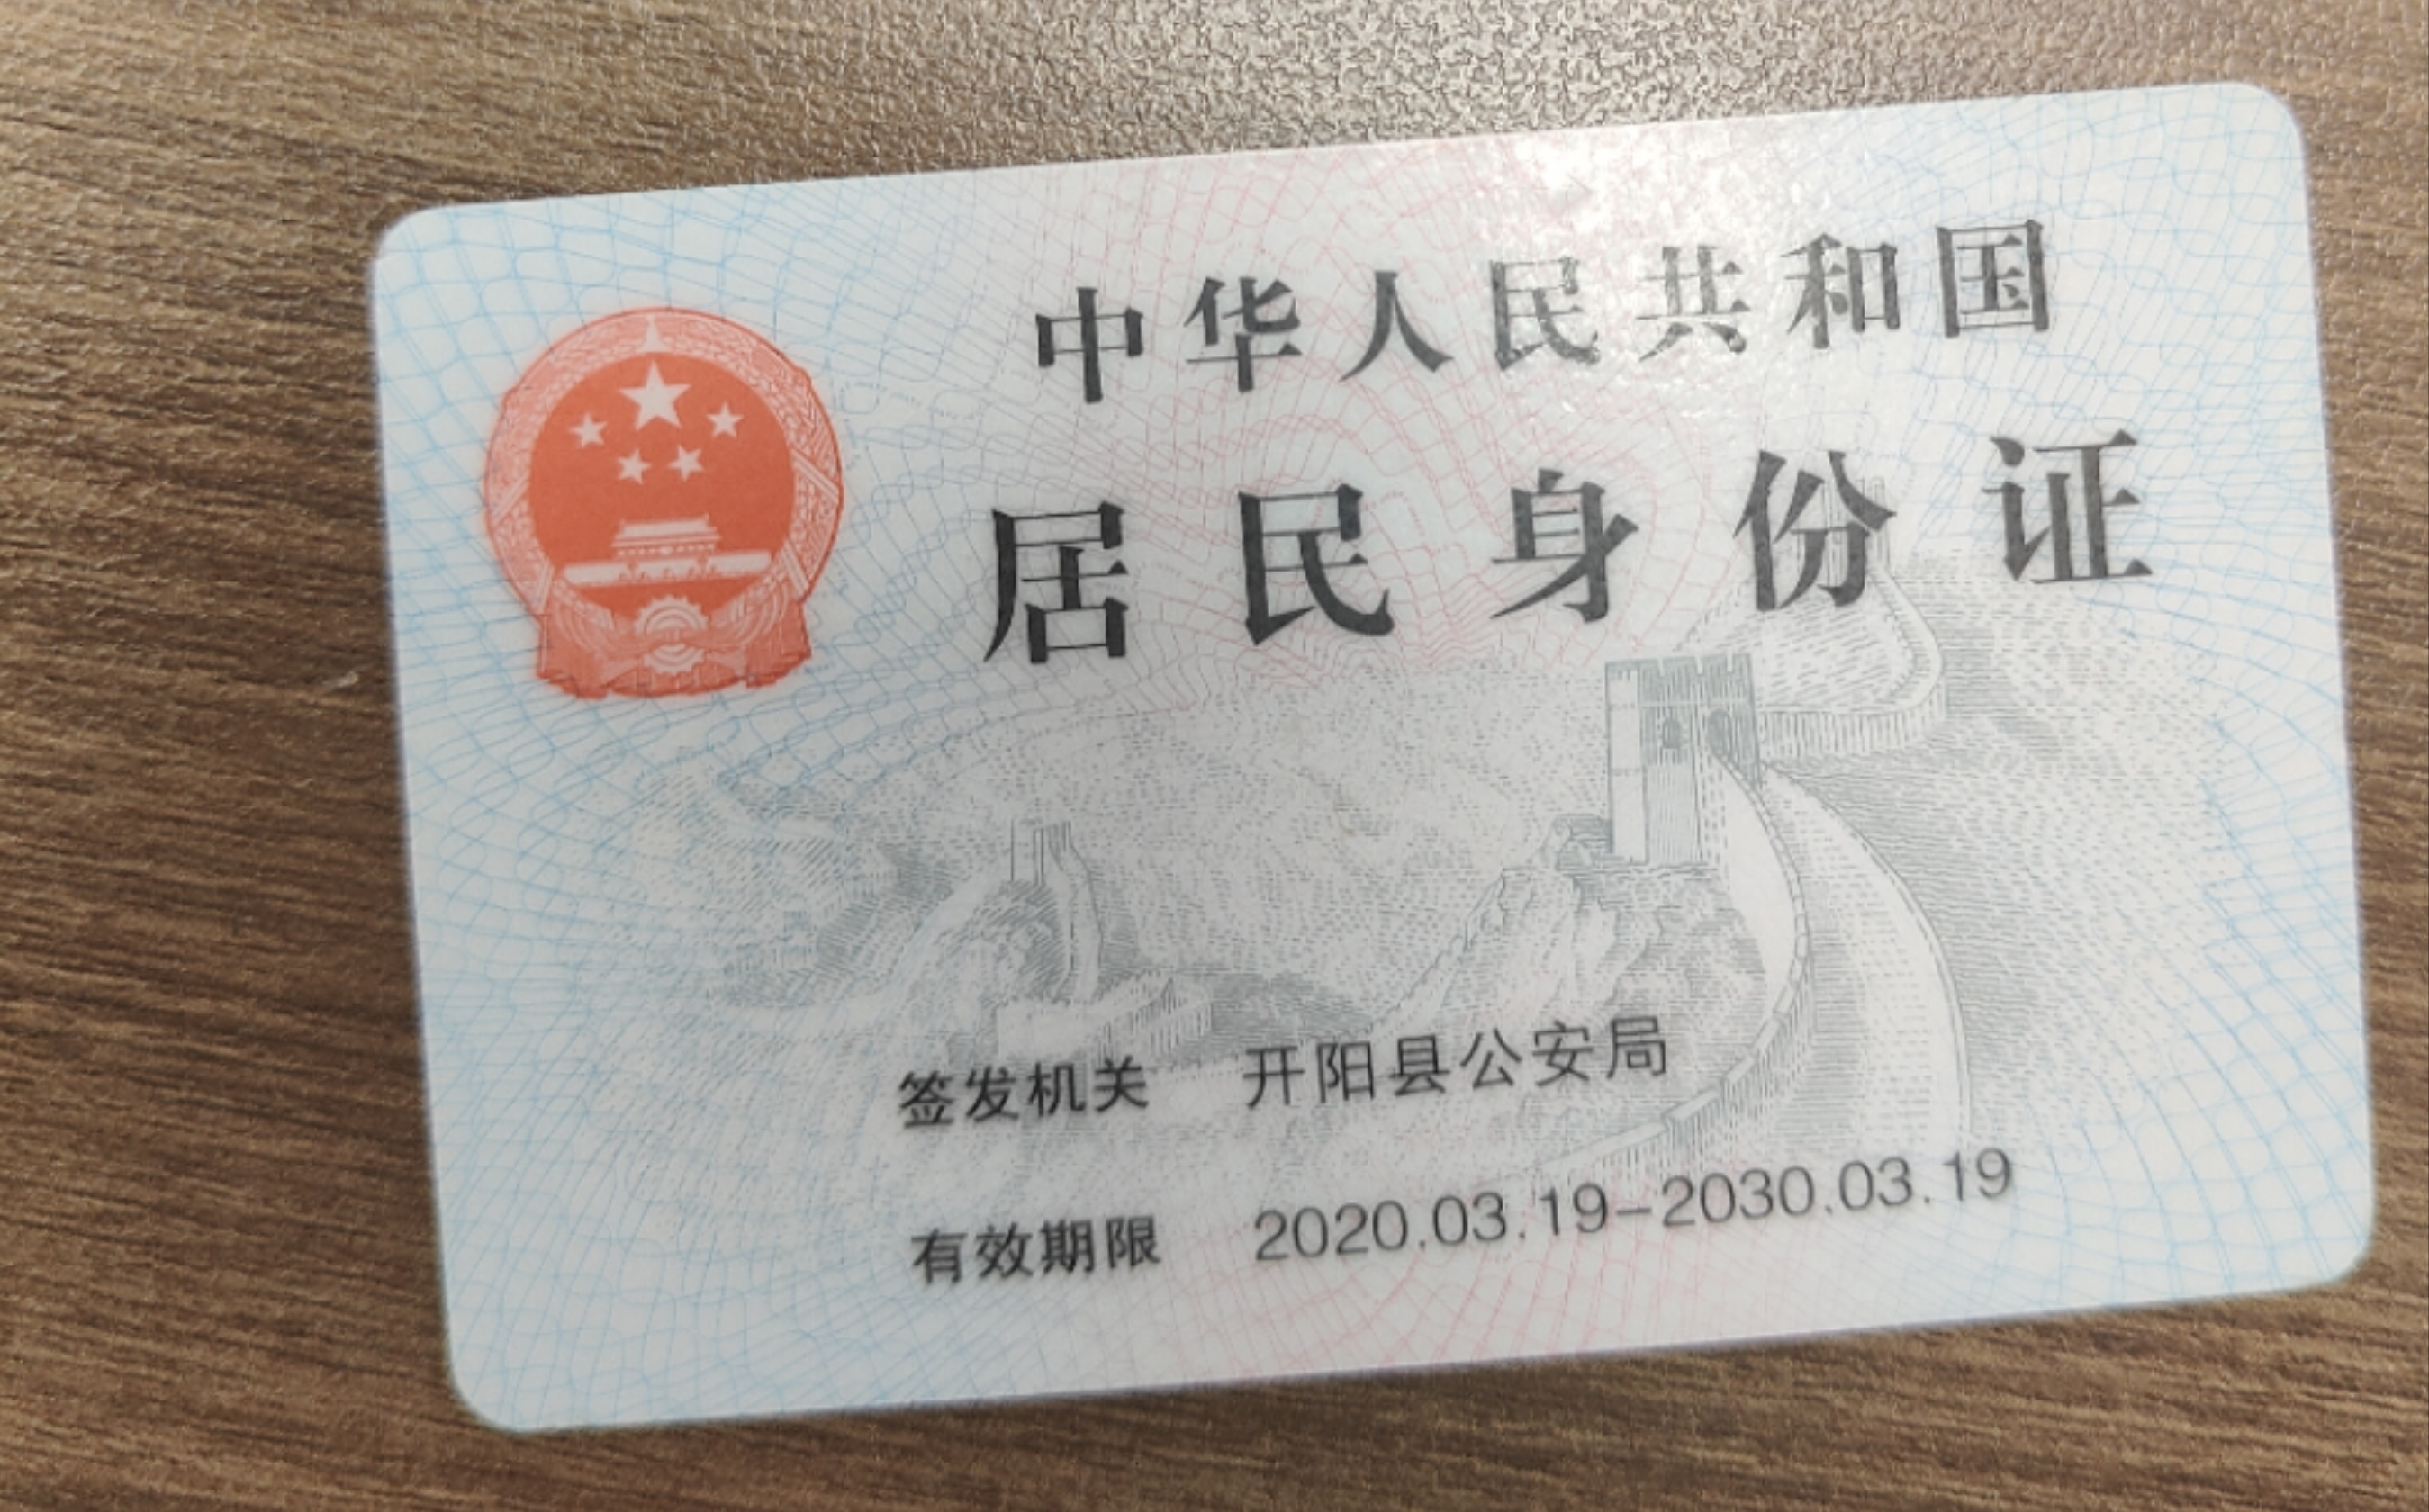 中华人民共和国
居民身份证
签发机关 开阳县公安局
有效期限 2020.03.19-2030.03.19